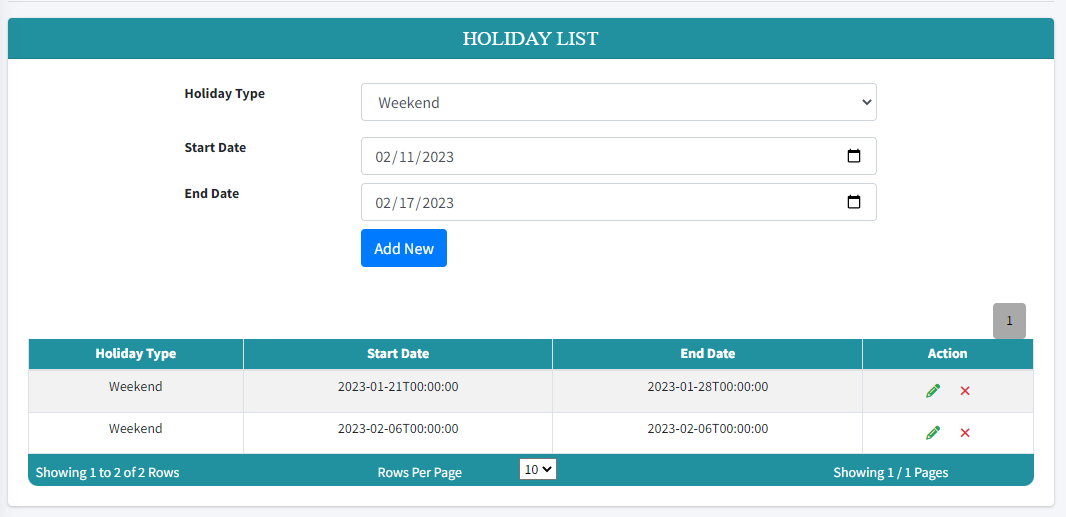 HOLIDAY LIST
Holiday Type
Weekend
Start Date
02/11/2023
End Date
02/17/2023
Add New
1
Holiday Type Start Date End Date Action
Weekend 2023-01-21T00:00:00 2023-01-28T00:00:00
Weekend 2023-02-06T00:00:00 2023-02-06T00:00:00
Showing 1 to 2 of 2 Rows Rows Per Page 10 Showing 1 / 1 Pages